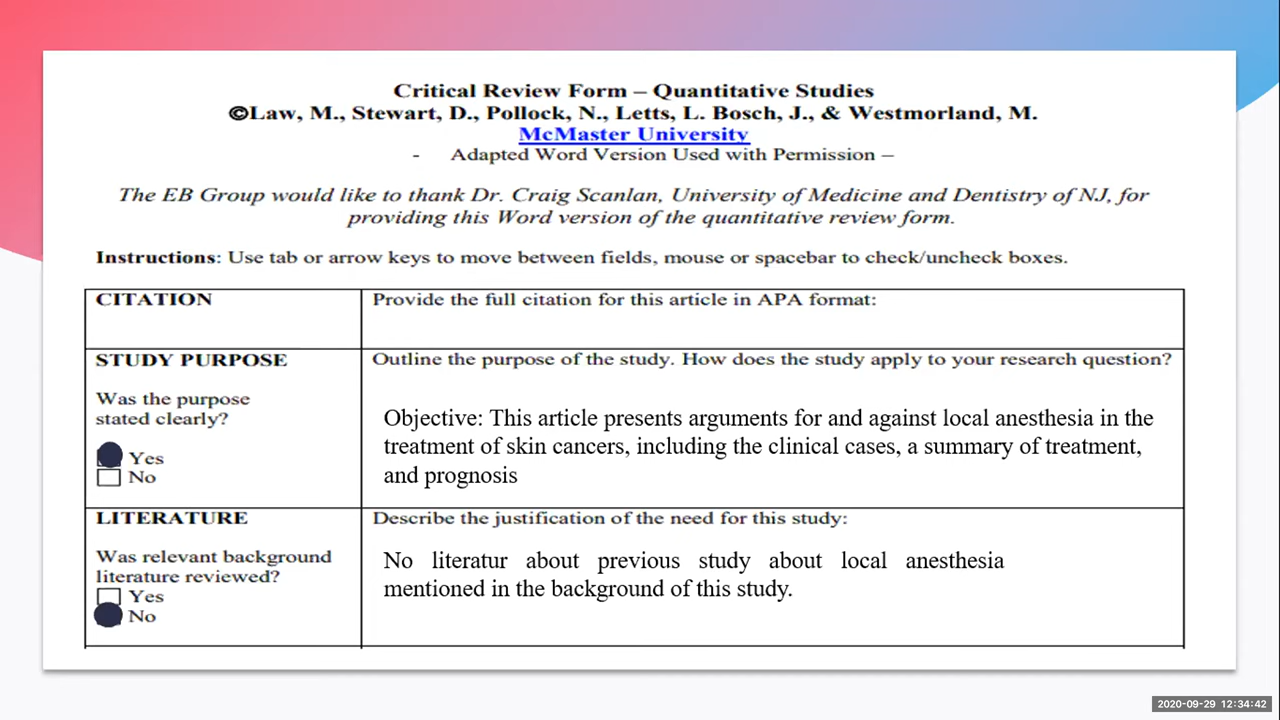 Critical Review Form – Quantitative Studies
©Law, M., Stewart, D., Pollock, N., Letts, L. Bosch, J., & Westmorland, M.
McMaster University
- Adapted Word Version Used with Permission –
The EB Group would like to thank Dr. Craig Scanlan, University of Medicine and Dentistry of NJ, for
providing this Word version of the quantitative review form.
Instructions: Use tab or arrow keys to move between fields, mouse or spacebar to check/uncheck boxes.
CITATION
Provide the full citation for this article in APA format:
STUDY PURPOSE
Was the purpose
stated clearly?
Yes
No
Outline the purpose of the study. How does the study apply to your research question?
Objective: This article presents arguments for and against local anesthesia in the
treatment of skin cancers, including the clinical cases, a summary of treatment,
and prognosis
LITERATURE
Was relevant background
literature reviewed?
Yes
No
Describe the justification of the need for this study:
No literatur about previous study about local anesthesia
mentioned in the background of this study.
2020-09-29 12:34:42